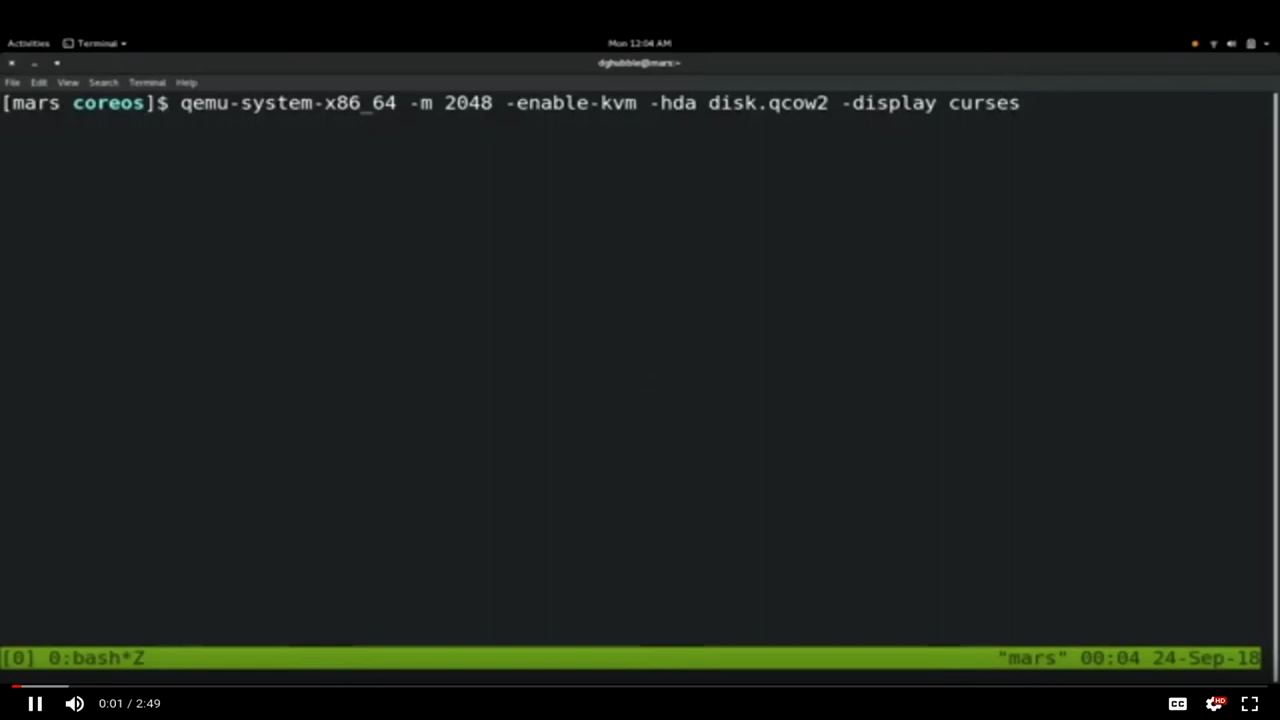 Activities Terminal Mon 12:04 AM
dghubble@mars:~
File Edit View Search Terminal Help
[mars coreos]$ qemu-system-x86_64 -m 2048 -enable-kvm -hda disk.qcow2 -display curses
[0] 0:bash*Z "mars" 00:04 24-Sep-18
0:01 / 2:49 CC HD